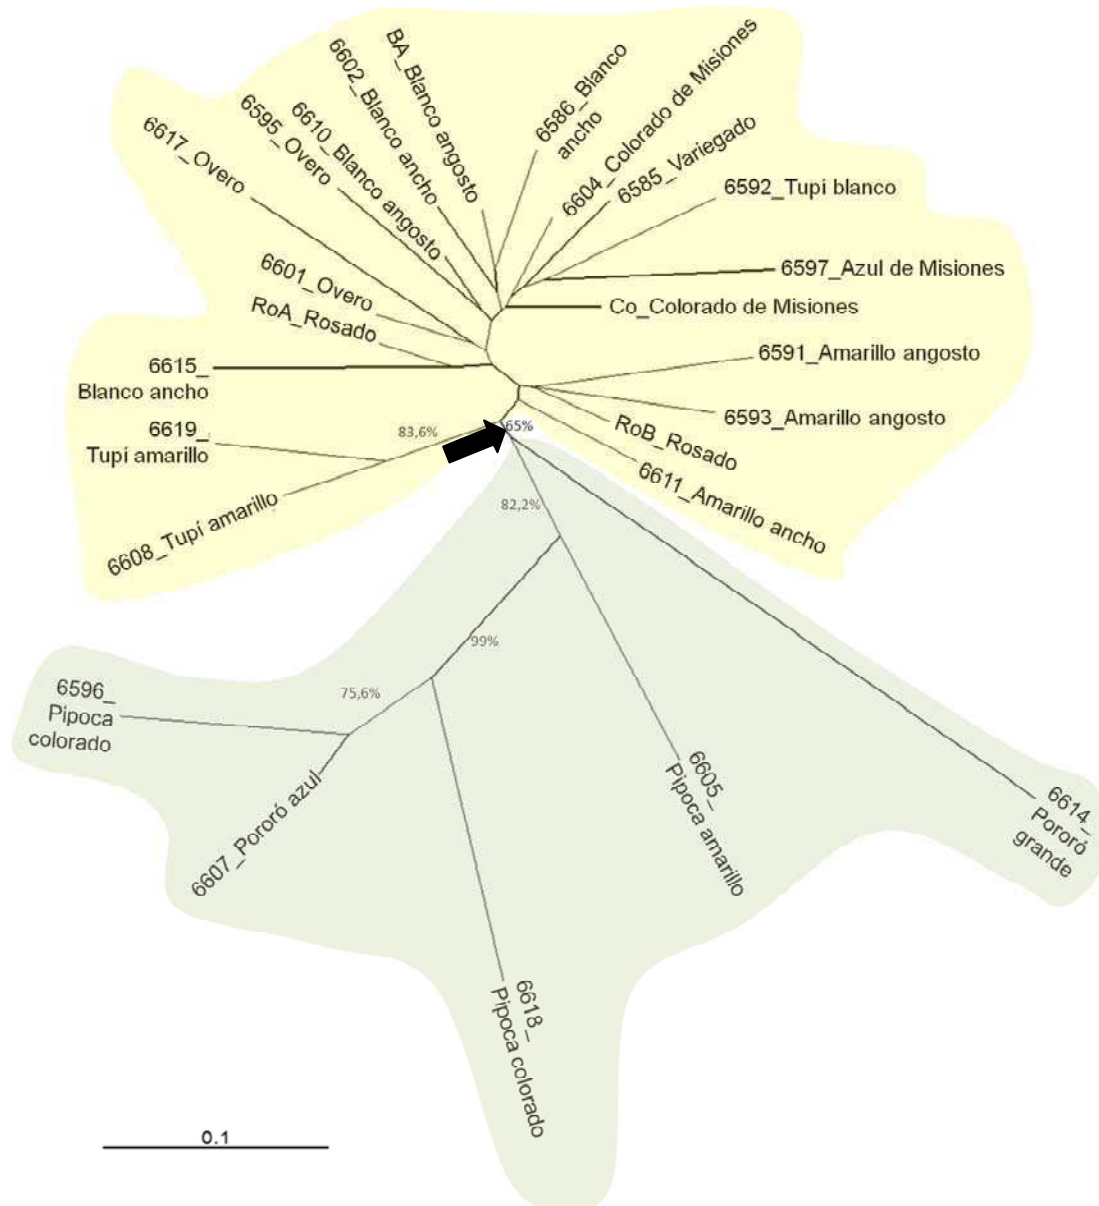 BA_Blanco angosto
6602_Blanco ancho
6610_Blanco angosto
6595_Overo
6617_Overo
6586_Blanco
ancho
6604_Colorado de Misiones
6585_Variegado
6592_Tupi blanco
6597_Azul de Misiones
Co_Colorado de Misiones
6601_Overo
RoA_Rosado
6615_
Blanco ancho
6591_Amarillo angosto
6593_Amarillo angosto
RoB_Rosado
6611_Amarillo ancho
6619_
Tupí amarillo
6608_Tupí amarillo
83,6%
65%
82,2%
99%
75,6%
6596_
Pipoca
colorado
6607_Pororó azul
6605_
Pipoca amarillo
6614_
Pororó
grande
6618_
Pipoca colorado
0.1